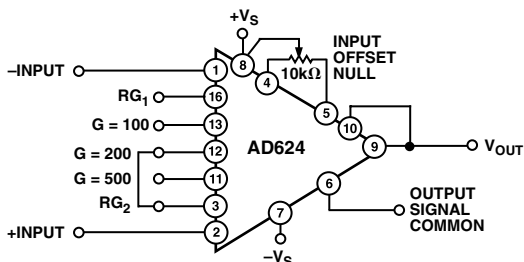 +VS
–INPUT
1
8
INPUT
OFFSET
NULL
10kΩ
4
RG1
16
5
G = 100
13
10
G = 200
12
AD624
9
VOUT
G = 500
11
6
RG2
3
OUTPUT
SIGNAL
COMMON
7
+INPUT
2
–VS